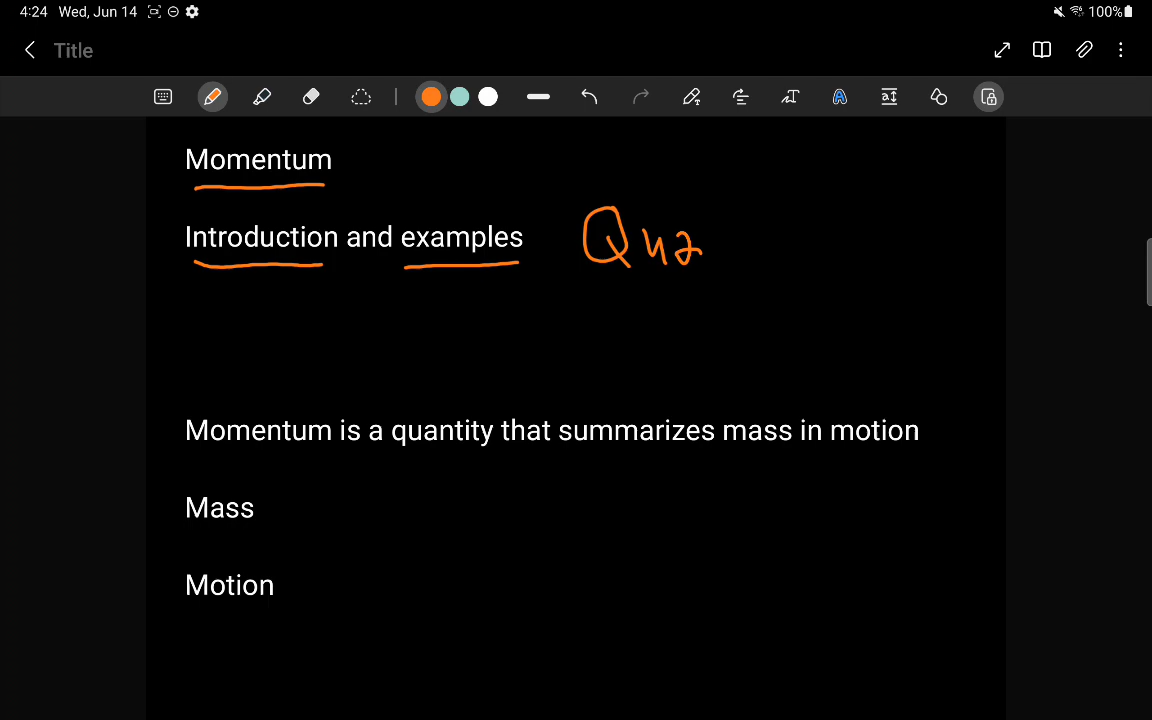 4:24 Wed, Jun 14 100%
Title
Momentum
Introduction and examples
Momentum is a quantity that summarizes mass in motion
Mass
Motion